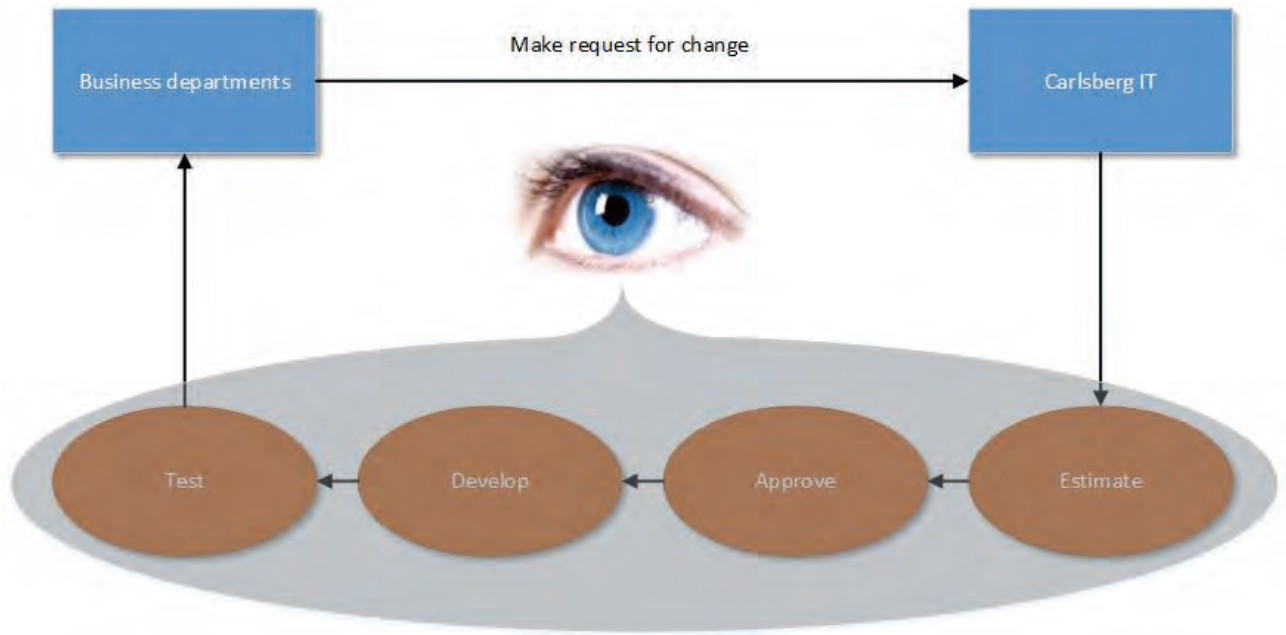 Make request for change
Business departments
Carlsberg IT
Test
Develop
Approve
Estimate